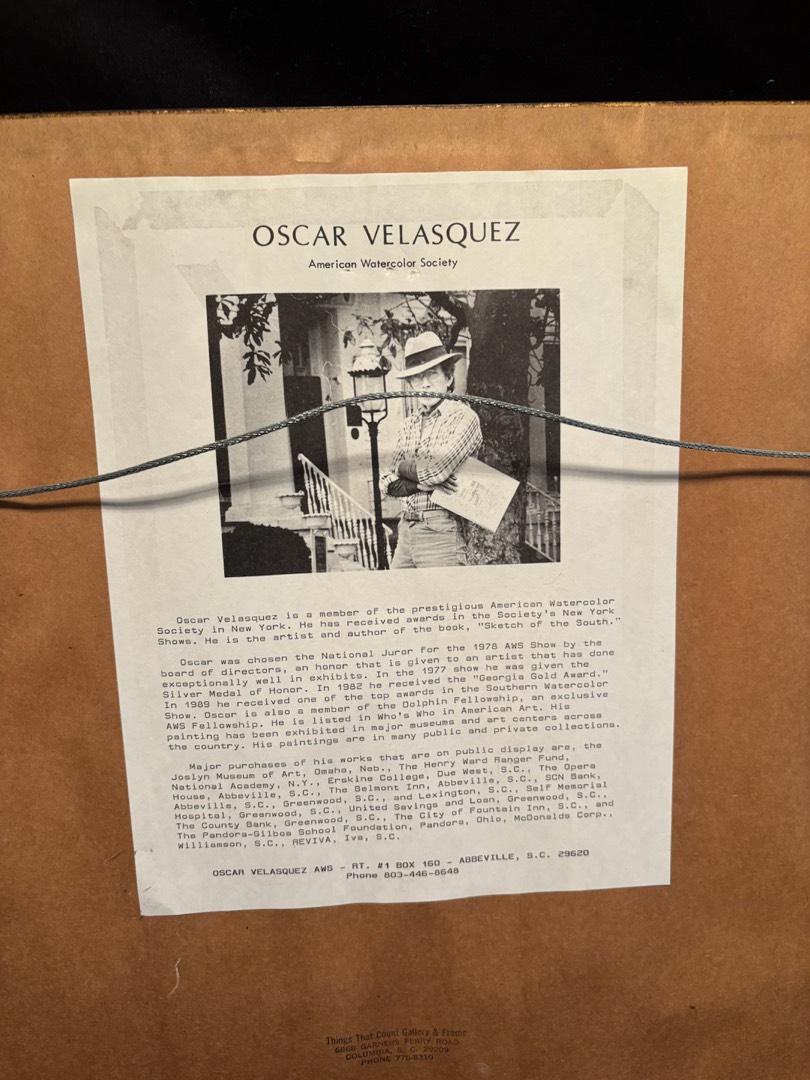 OSCAR VELASQUEZ
American Watercolor Society
Oscar Velasquez is a member of the prestigious American Watercolor
Society in New York. He has received awards in the Society's New York
Shows. He is the artist and author of the book, "Sketch of the South."
Oscar was chosen the National Juror for the 1978 AWS Show by the
board of directors, an honor that is given to an artist that has done
exceptionally well in exhibits. In the 1977 show he was given the
Silver Medal of Honor. In 1982 he received the "Georgia Gold Award."
In 1989 he received one of the top awards in the Southern Watercolor
Show. Oscar is also a member of the Dolphin Fellowship, an exclusive
AWS Fellowship. He is listed in Who's Who in American Art. His
painting has been exhibited in major museums and art centers across
the country. His paintings are in many public and private collections.
Major purchases of his works that are on public display are, the
Joslyn Museum of Art, Omaha, Neb., The Henry Ward Ranger Fund,
National Academy, N.Y., Erskine College, Due West, S.C., The Opera
House, Abbeville, S.C., The Belmont Inn, Abbeville, S.C., SCN Bank,
Abbeville, S.C., Greenwood, S.C., and Lexington, S.C., Self Memorial
Hospital, Greenwood, S.C., United Savings and Loan, Greenwood, S.C.,
The County Bank, Greenwood, S.C., The City of Fountain Inn, S.C., and
The Pandora-Gilboa School Foundation, Pandora, Ohio, McDonalds Corp.,
Williamson, S.C., REVIVA, Iva, S.C.
OSCAR VELASQUEZ AWS - RT. #1 BOX 160 - ABBEVILLE, S.C. 29620
Phone 803-446-8648
Things That Count Gallery & Frame
6868 GARNERS FERRY ROAD
COLUMBIA, S. C. 29209
PHONE 776-8310